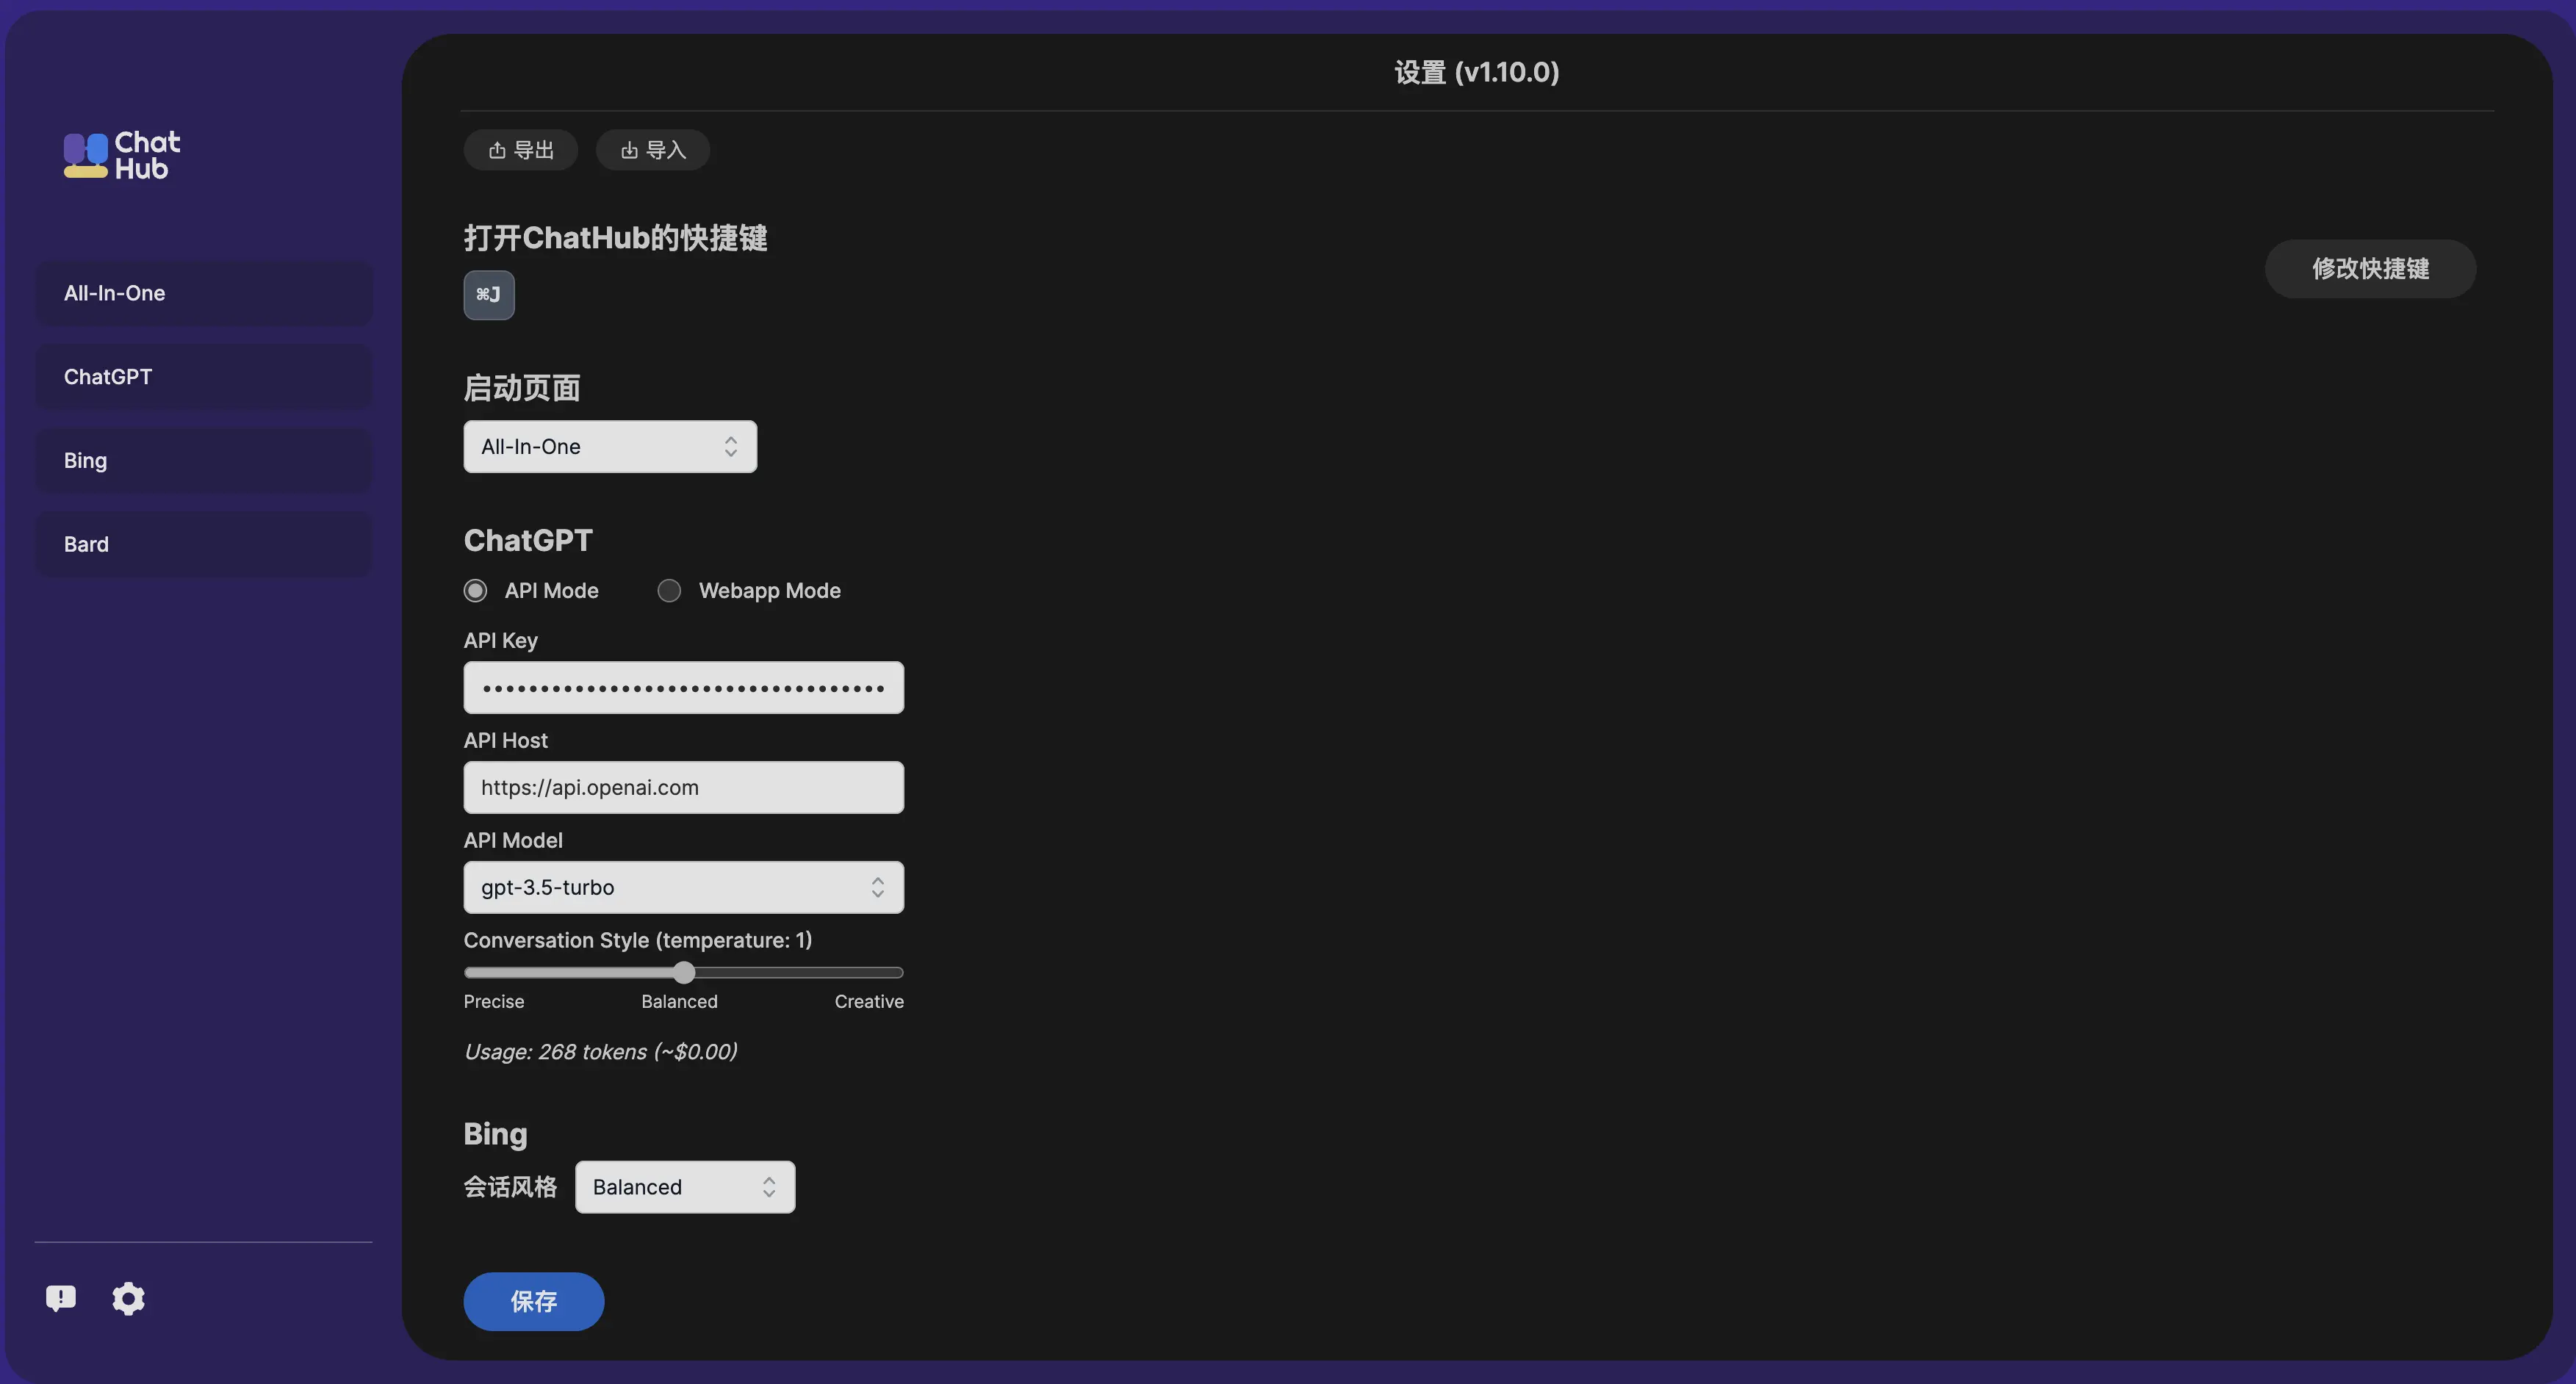 Chat
Hub
All-In-One
ChatGPT
Bing
Bard
设置 (v1.10.0)
导出
导入
打开ChatHub的快捷键
⌘J
修改快捷键
启动页面
All-In-One
ChatGPT
API Mode
Webapp Mode
API Key
API Host
https://api.openai.com
API Model
gpt-3.5-turbo
Conversation Style (temperature: 1)
Precise
Balanced
Creative
Usage: 268 tokens (~$0.00)
Bing
会话风格
Balanced
保存